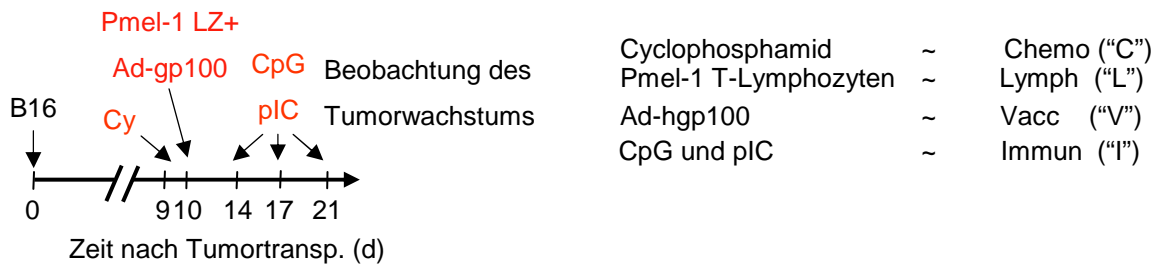 Pmel-1 LZ+
Ad-gp100 CpG Beobachtung des
B16 Cy pIC Tumorwachstums
0 9 10 14 17 21
Zeit nach Tumortransp. (d)
Cyclophosphamid ~ Chemo (“C”)
Pmel-1 T-Lymphozyten ~ Lymph (“L”)
Ad-hgp100 ~ Vacc (“V”)
CpG und pIC ~ Immun (“I”)